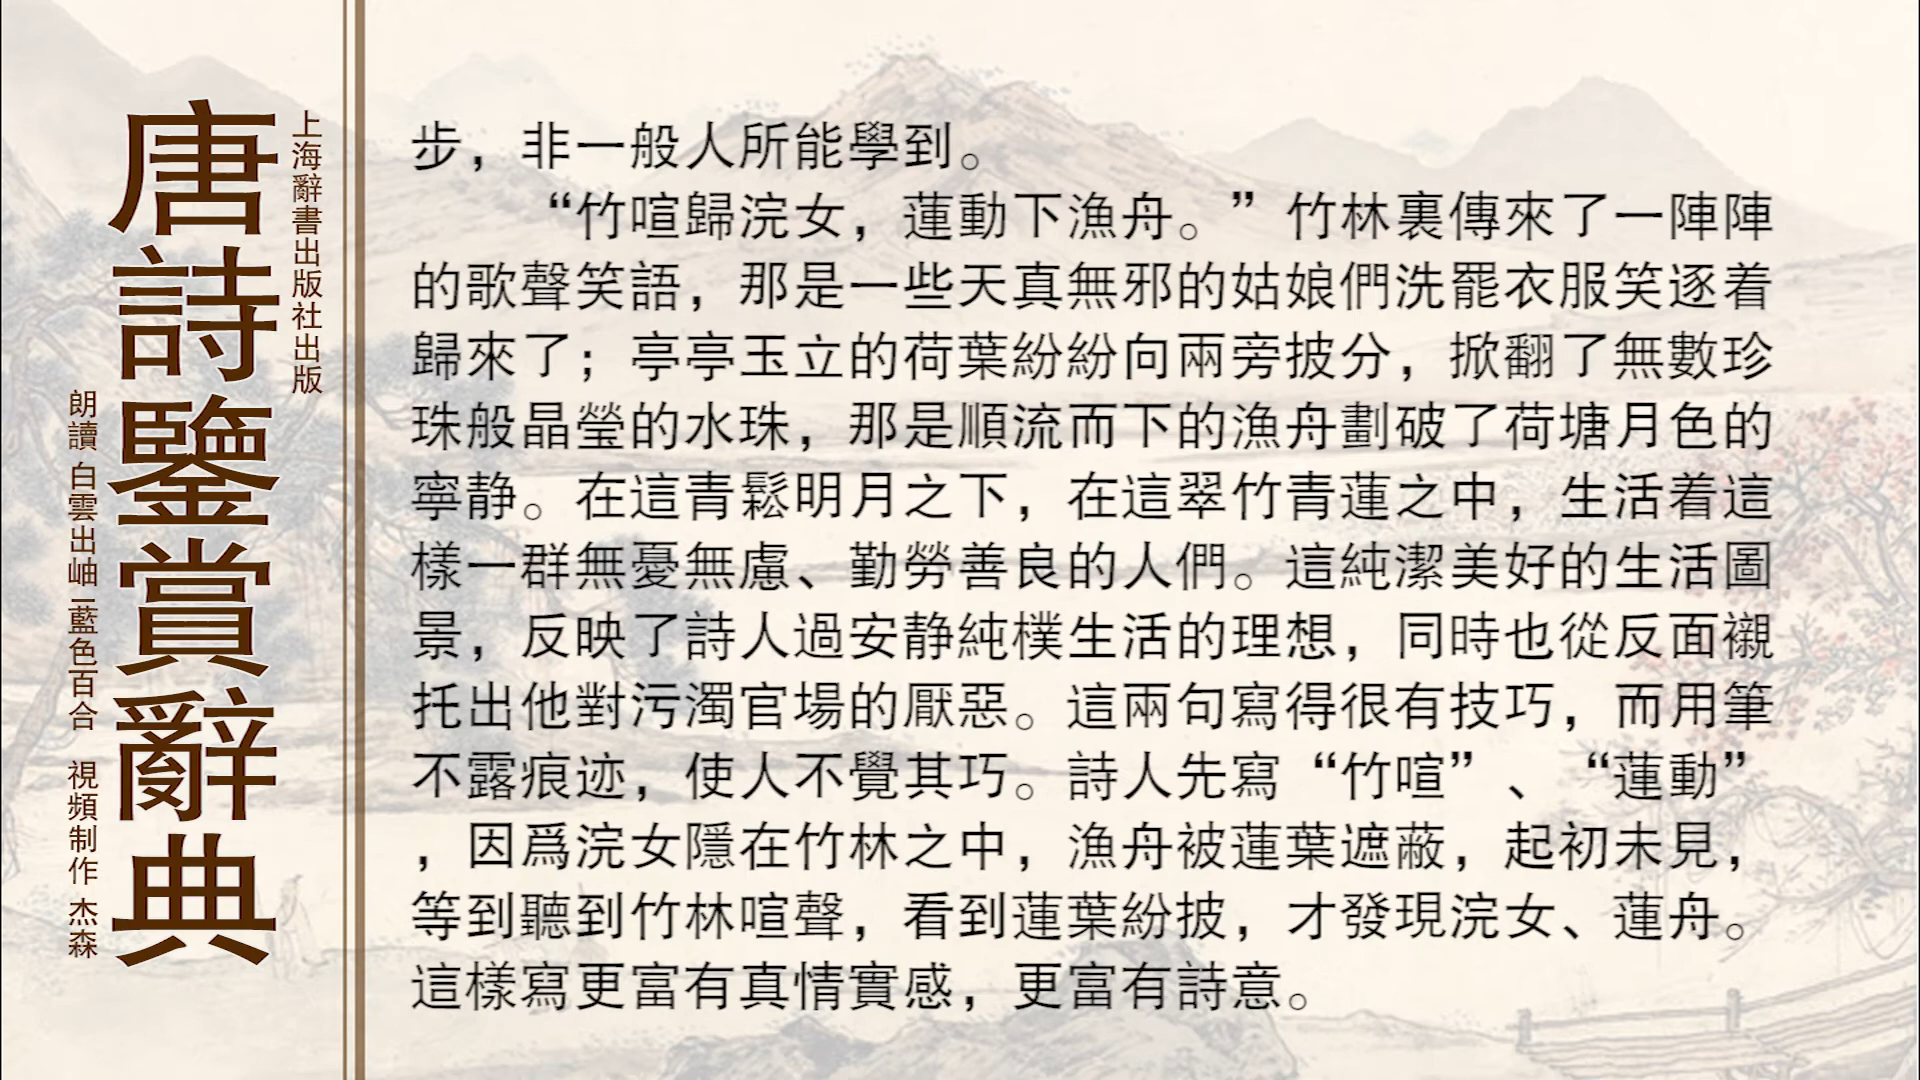 唐詩鑒賞辭典
上海辭書出版社出版
朗讀 白雲出岫—藍色百合 視頻制作 杰森
步，非一般人所能學到。
“竹喧歸浣女，蓮動下漁舟。”竹林裏傳來了一陣陣
的歌聲笑語，那是一些天真無邪的姑娘們洗罷衣服笑逐着
歸來了；亭亭玉立的荷葉紛紛向兩旁披分，掀翻了無數珍
珠般晶瑩的水珠，那是順流而下的漁舟劃破了荷塘月色的
寧静。在這青鬆明月之下，在這翠竹青蓮之中，生活着這
樣一群無憂無慮、勤勞善良的人們。這純潔美好的生活圖
景，反映了詩人過安静純樸生活的理想，同時也從反面襯
托出他對污濁官場的厭惡。這兩句寫得很有技巧，而用筆
不露痕迹，使人不覺其巧。詩人先寫“竹喧”、“蓮動”
，因爲浣女隱在竹林之中，漁舟被蓮葉遮蔽，起初未見，
等到聽到竹林喧聲，看到蓮葉紛披，才發現浣女、蓮舟。
這樣寫更富有真情實感，更富有詩意。